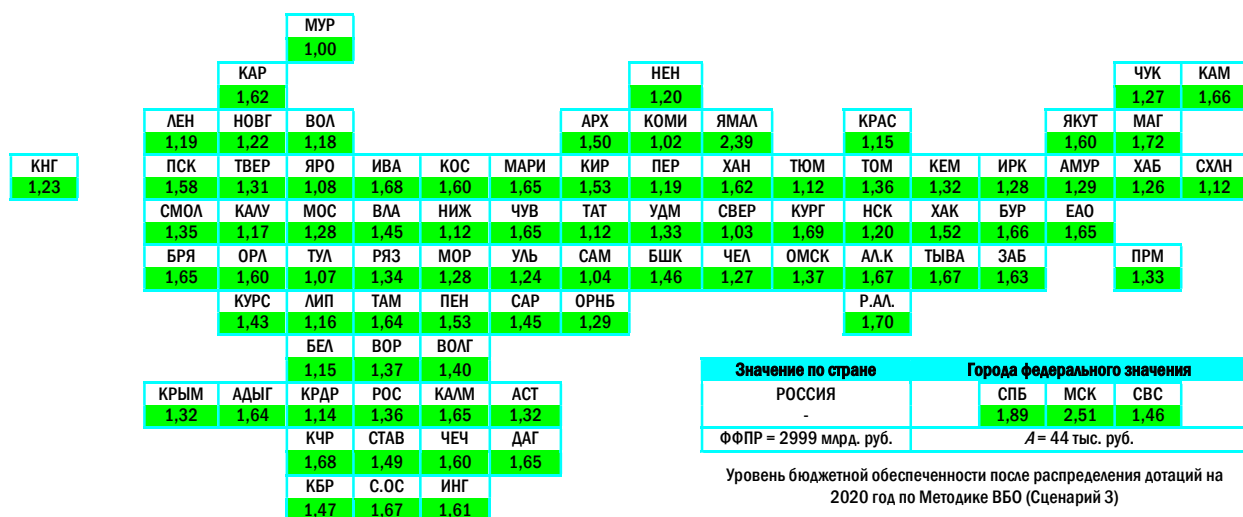 МУР
1,00
КАР НЕН ЧУК КАМ
1,62 1,20 1,27 1,66
ЛЕН НОВГ ВОЛ АРХ КОМИ ЯМАЛ КРАС ЯКУТ МАГ
1,19 1,22 1,18 1,50 1,02 2,39 1,15 1,60 1,72
КНГ ПСК ТВЕР ЯРО ИВА КОС МАРИ КИР ПЕР ХАН ТЮМ ТОМ КЕМ ИРК АМУР ХАБ СХЛН
1,23 1,58 1,31 1,08 1,68 1,60 1,65 1,53 1,19 1,62 1,12 1,36 1,32 1,28 1,29 1,26 1,12
СМОЛ КАЛУ МОС ВЛА НИЖ ЧУВ ТАТ УДМ СВЕР КУРГ НСК ХАК БУР ЕАО
1,35 1,17 1,28 1,45 1,12 1,65 1,12 1,33 1,03 1,69 1,20 1,52 1,66 1,65
БРЯ ОРЛ ТУЛ РЯЗ МОР УЛЬ САМ БШК ЧЕЛ ОМСК АЛ.К ТЫВА ЗАБ ПРМ
1,65 1,60 1,07 1,34 1,28 1,24 1,04 1,46 1,27 1,37 1,67 1,67 1,63 1,33
КУРС ЛИП ТАМ ПЕН САР ОРНБ Р.АЛ.
1,43 1,16 1,64 1,53 1,45 1,29 1,70
БЕЛ ВОР ВОЛГ
1,15 1,37 1,40
КРЫМ АДЫГ КРДР РОС КАЛМ АСТ
1,32 1,64 1,14 1,36 1,65 1,32
КЧР СТАВ ЧЕЧ ДАГ
1,68 1,49 1,60 1,65
КБР С.ОС ИНГ
1,47 1,67 1,61
Значение по стране Города федерального значения
РОССИЯ СПБ МСК СВС
- 1,89 2,51 1,46
ФФПР = 2999 млрд. руб. A = 44 тыс. руб.
Уровень бюджетной обеспеченности после распределения дотаций на
2020 год по Методике ВБО (Сценарий 3)